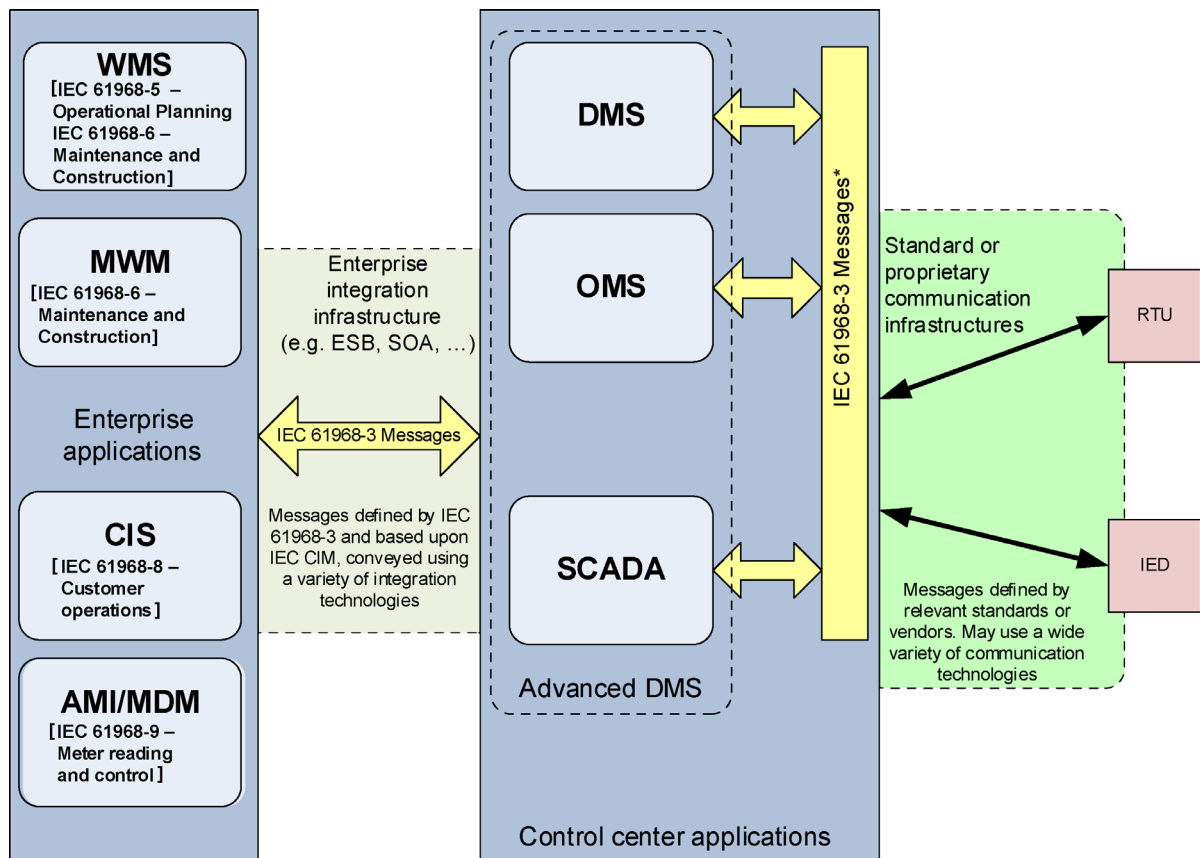 WMS
[IEC 61968-5 –
Operational Planning
IEC 61968-6 –
Maintenance and
Construction]
MWM
[IEC 61968-6 –
Maintenance and
Construction]
Enterprise
applications
CIS
[IEC 61968-8 –
Customer
operations]
AMI/MDM
[IEC 61968-9 –
Meter reading
and control]
Enterprise
integration
infrastructure
(e.g. ESB, SOA, …)
IEC 61968-3 Messages
Messages defined by IEC
61968-3 and based upon
IEC CIM, conveyed using
a variety of integration
technologies
DMS
OMS
SCADA
Advanced DMS
Control center applications
IEC 61968-3 Messages*
Standard or
proprietary
communication
infrastructures
Messages defined by
relevant standards or
vendors. May use a wide
variety of communication
technologies
RTU
IED